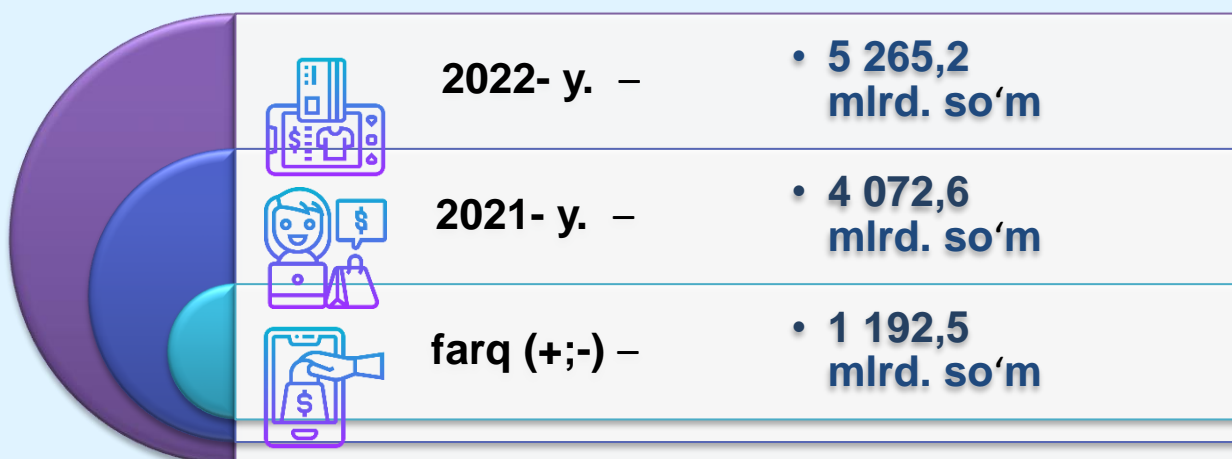 2022- y. –
• 5 265,2
mlrd. so‘m
2021- y. –
• 4 072,6
mlrd. so‘m
farq (+;-) –
• 1 192,5
mlrd. so‘m